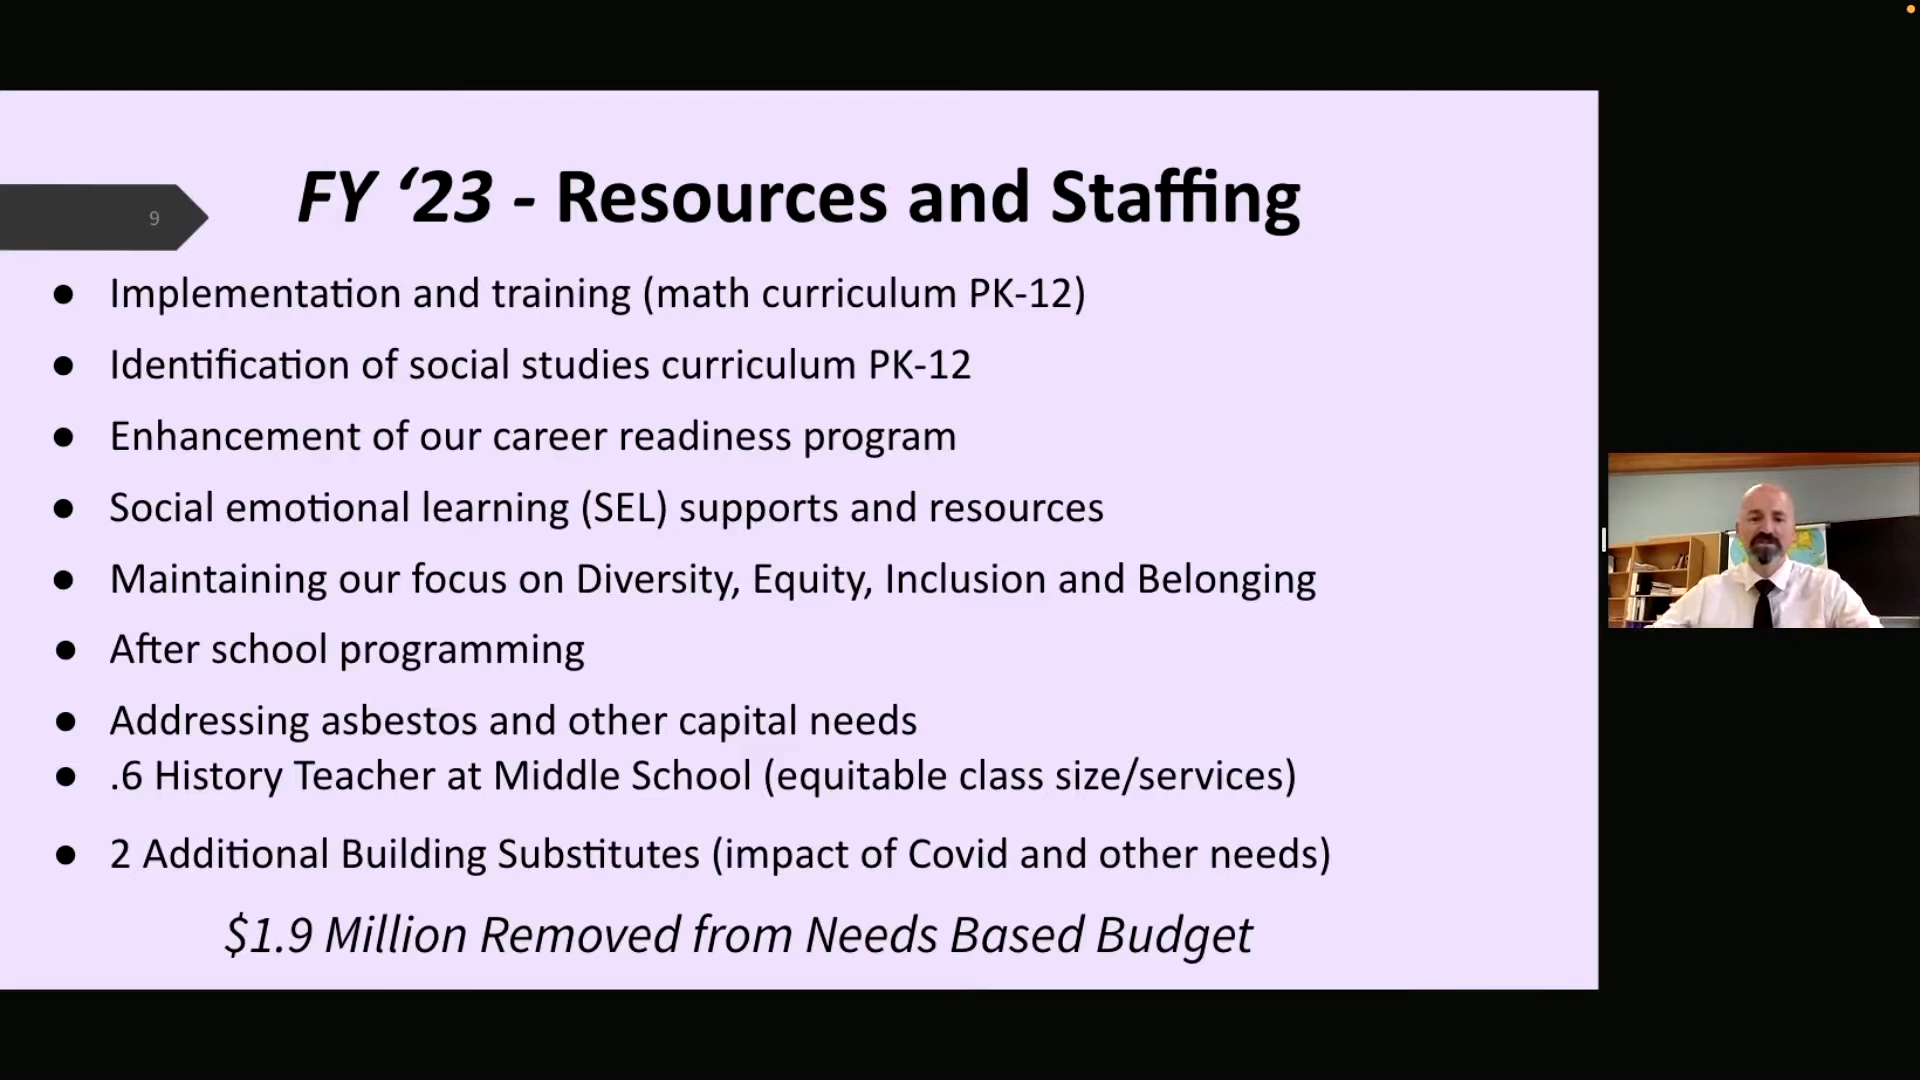 9
FY ‘23 - Resources and Staffing
● Implementation and training (math curriculum PK-12)
● Identification of social studies curriculum PK-12
● Enhancement of our career readiness program
● Social emotional learning (SEL) supports and resources
● Maintaining our focus on Diversity, Equity, Inclusion and Belonging
● After school programming
● Addressing asbestos and other capital needs
● .6 History Teacher at Middle School (equitable class size/services)
● 2 Additional Building Substitutes (impact of Covid and other needs)
$1.9 Million Removed from Needs Based Budget